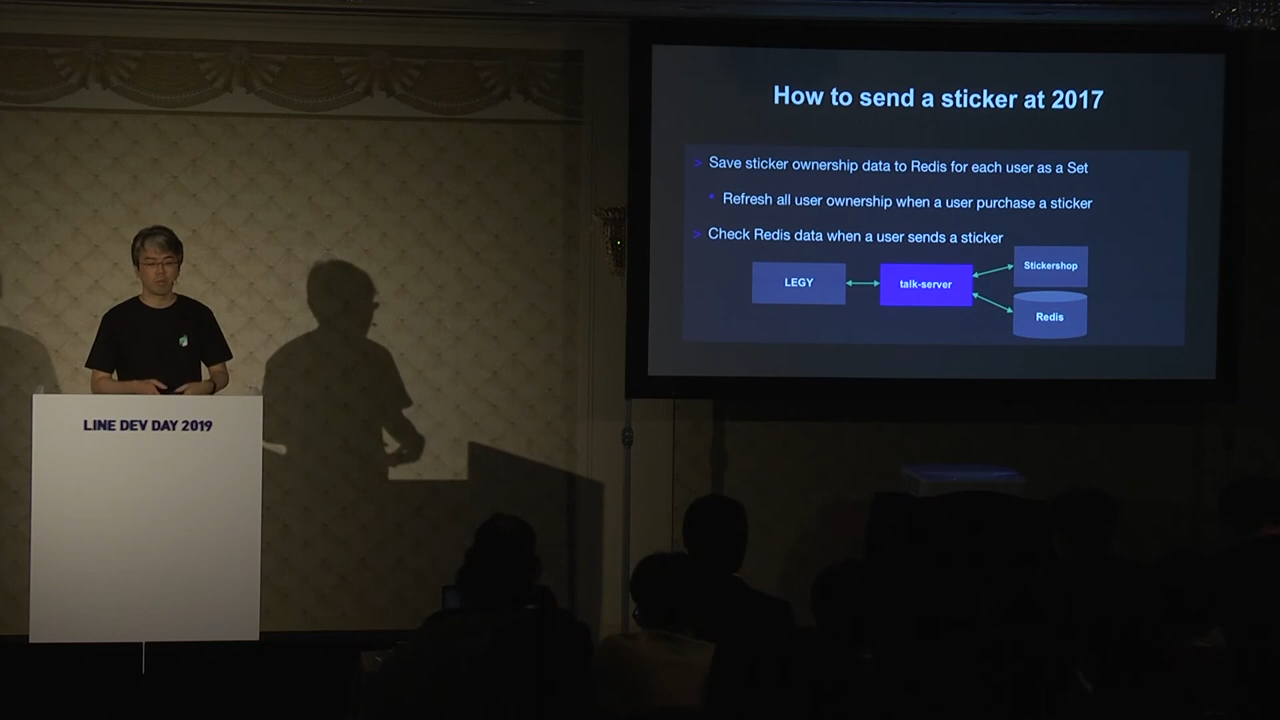 How to send a sticker at 2017
> Save sticker ownership data to Redis for each user as a Set
• Refresh all user ownership when a user purchase a sticker
> Check Redis data when a user sends a sticker
LEGY
talk-server
Stickershop
Redis
LINE DEV DAY 2019